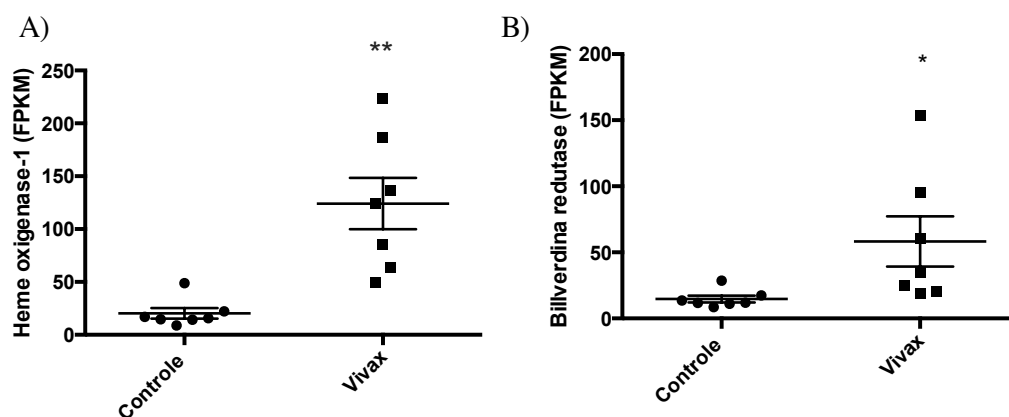 A)
**
Heme oxigenase-1 (FPKM)
250
200
150
100
50
0
Controle
Vivax
B)
*
Biliverdina redutase (FPKM)
200
150
100
50
0
Controle
Vivax